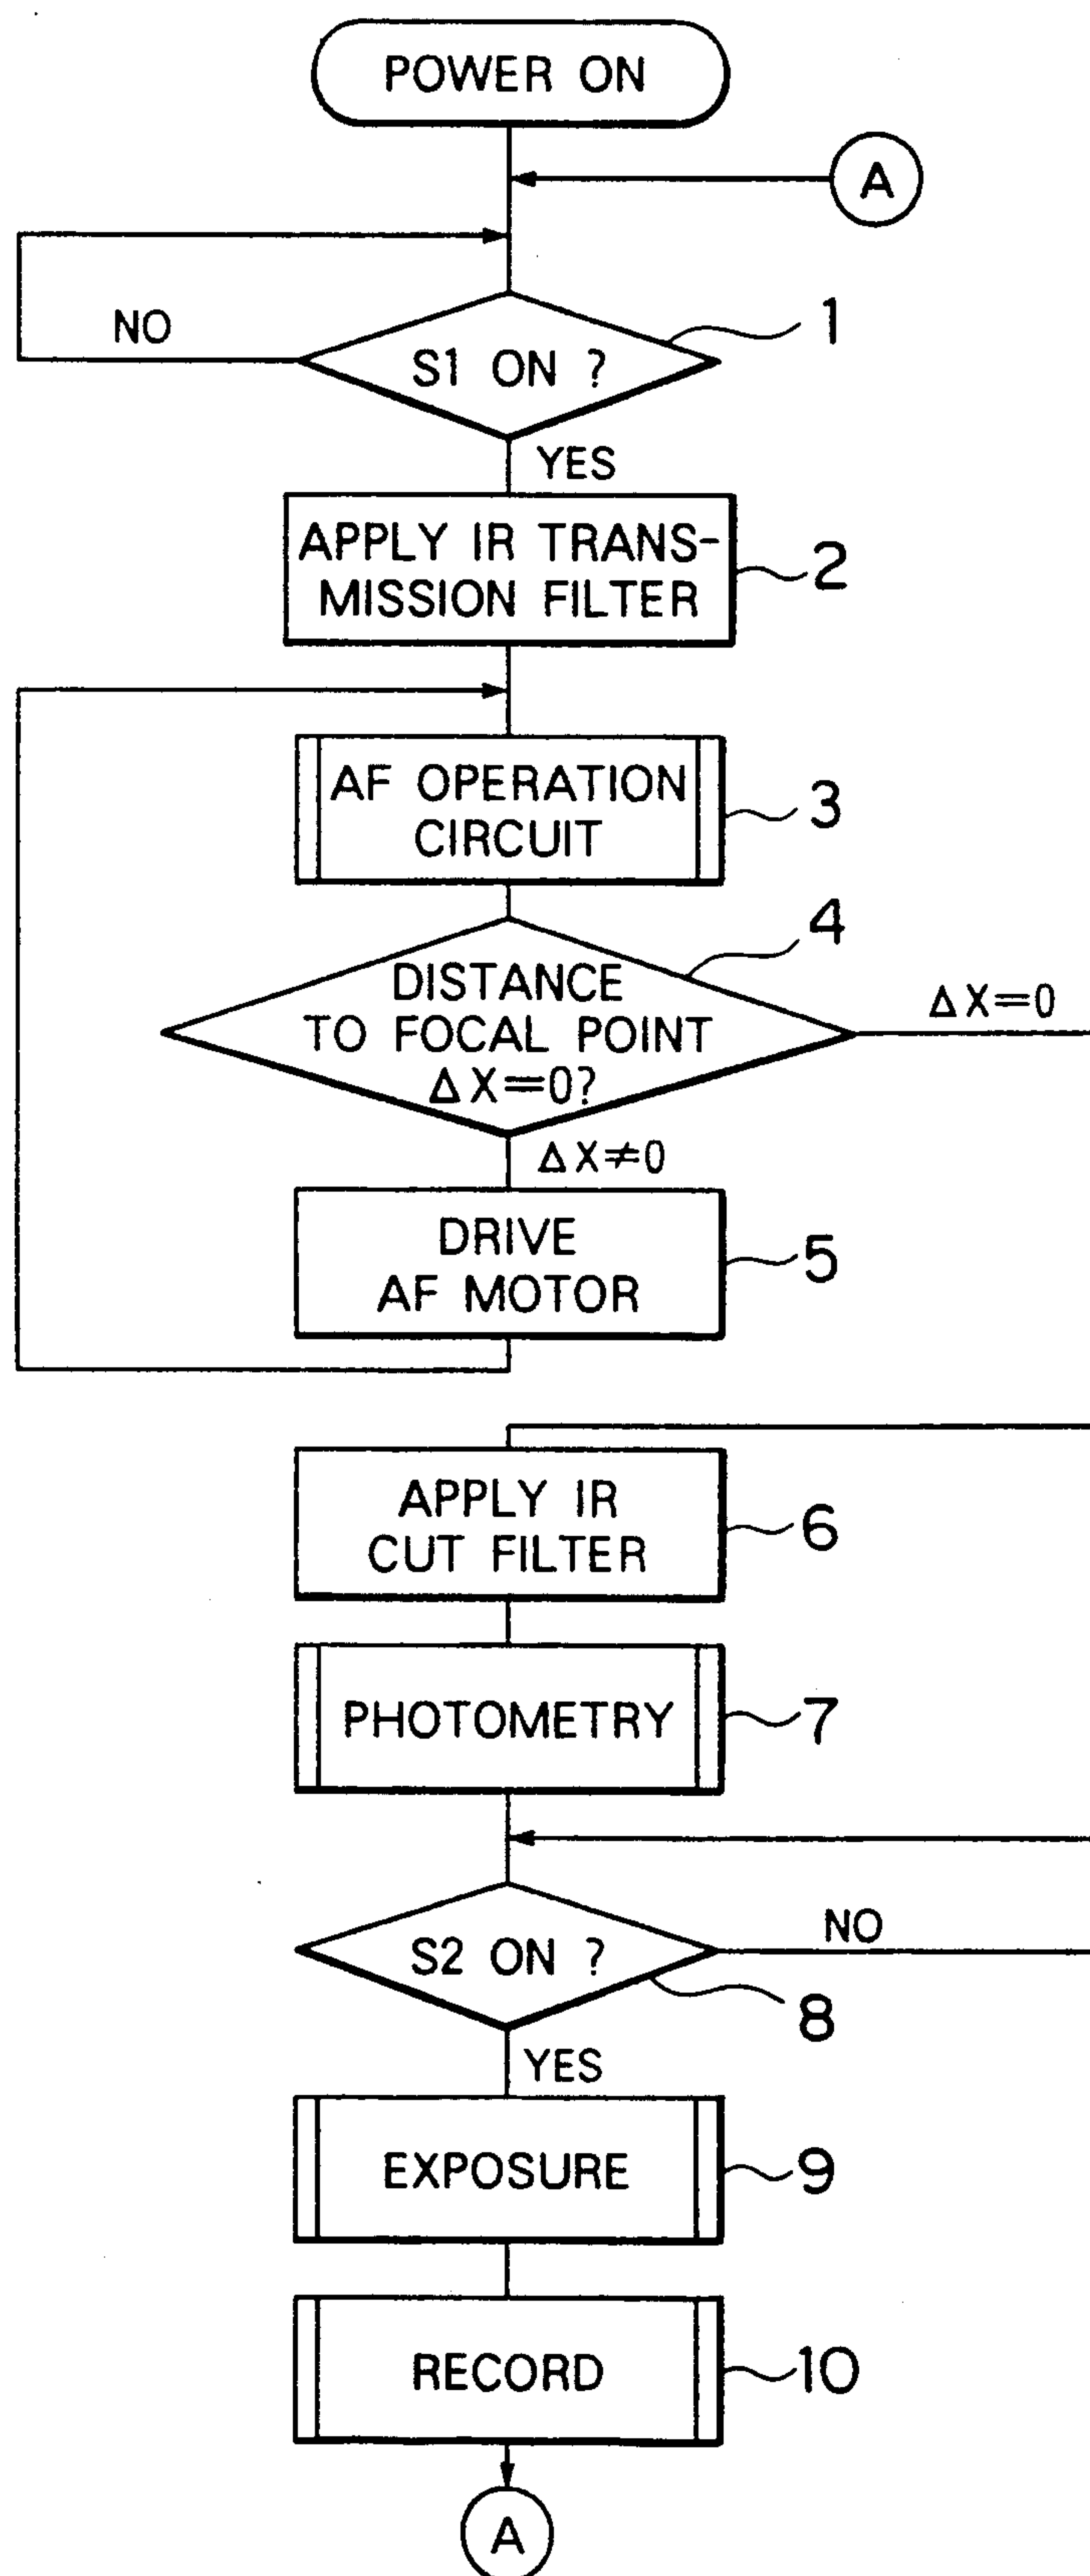 POWER ON
A
NO
S1 ON ?
1
YES
APPLY IR TRANS-
MISSION FILTER
2
AF OPERATION
CIRCUIT
3
4
DISTANCE
TO FOCAL POINT
ΔX=0?
ΔX=0
ΔX≠0
DRIVE
AF MOTOR
5
APPLY IR
CUT FILTER
6
PHOTOMETRY
7
S2 ON ?
NO
8
YES
EXPOSURE
9
RECORD
10
A